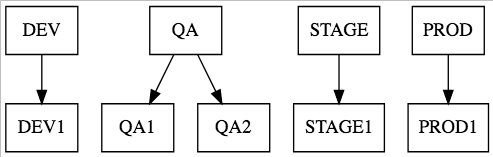 DEV QA STAGE PROD
DEV1 QA1 QA2 STAGE1 PROD1